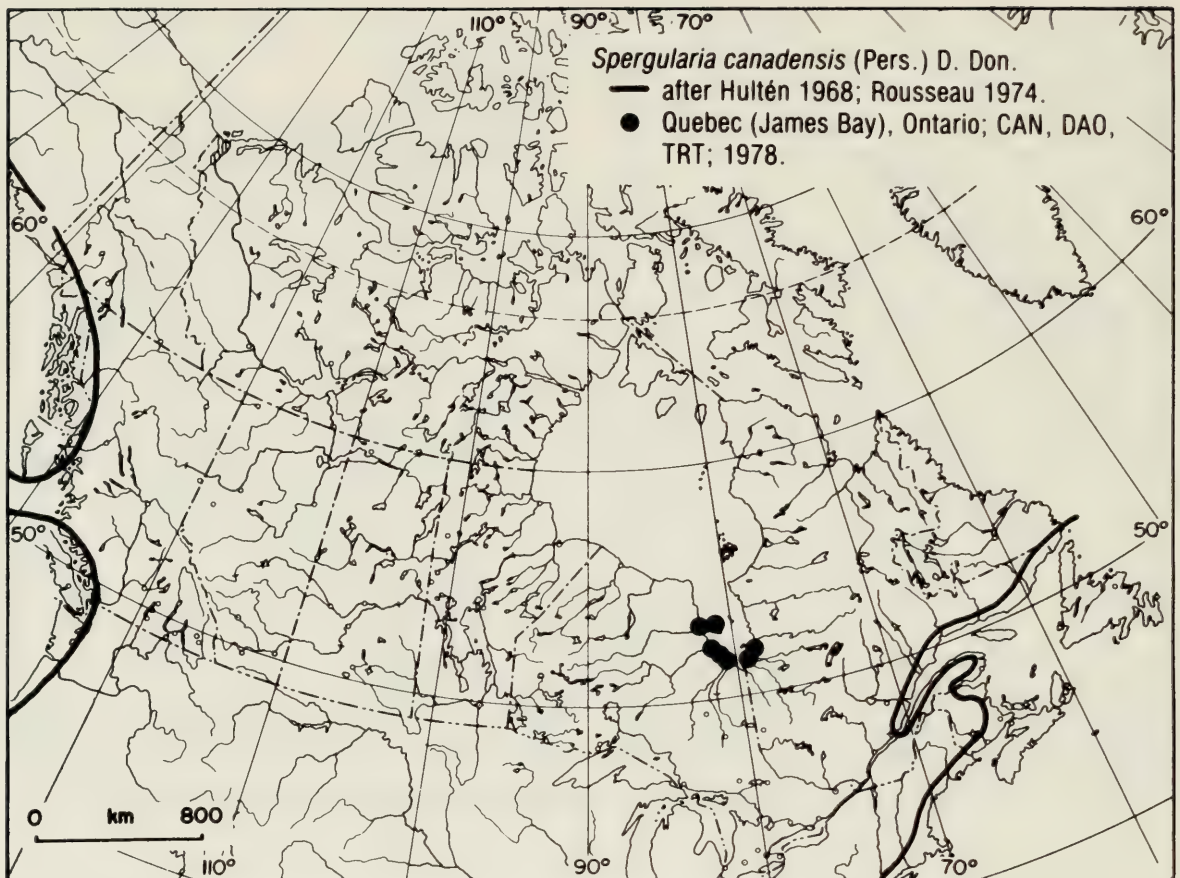 110° 90° 70°
Spergularia canadensis (Pers.) D. Don.
after Hultén 1968; Rousseau 1974.
Quebec (James Bay), Ontario; CAN, DAO,
TRT; 1978.
60° 60°
50° 50°
0 km 800
110° 90° 70°